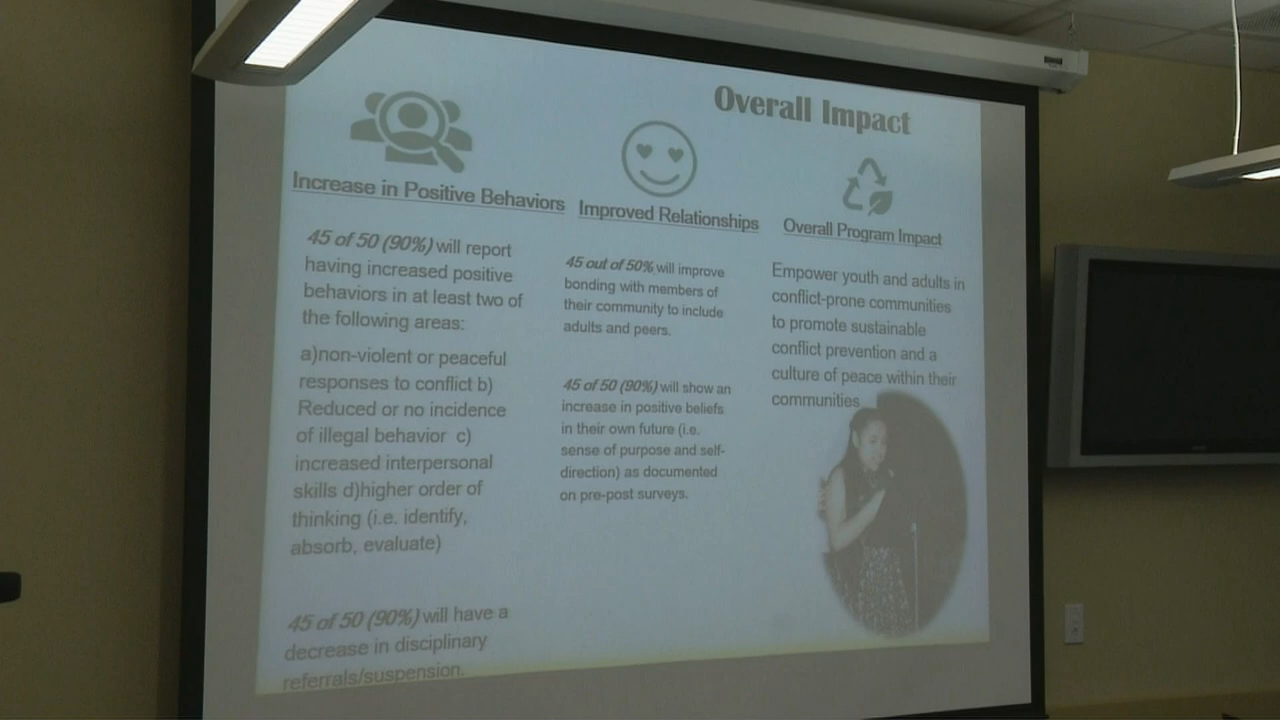 Overall Impact
Increase in Positive Behaviors
45 of 50 (90%) will report
having increased positive
behaviors in at least two of
the following areas:
a)non-violent or peaceful
responses to conflict b)
Reduced or no incidence
of illegal behavior c)
increased interpersonal
skills d)higher order of
thinking (i.e. identify,
absorb, evaluate)
45 of 50 (90%) will have a
decrease in disciplinary
referrals/suspension.
Improved Relationships
45 out of 50% will improve
bonding with members of
their community to include
adults and peers.
45 of 50 (90%) will show an
increase in positive beliefs
in their own future (i.e.
sense of purpose and self-
direction) as documented
on pre-post surveys.
Overall Program Impact
Empower youth and adults in
conflict-prone communities
to promote sustainable
conflict prevention and a
culture of peace within their
communities